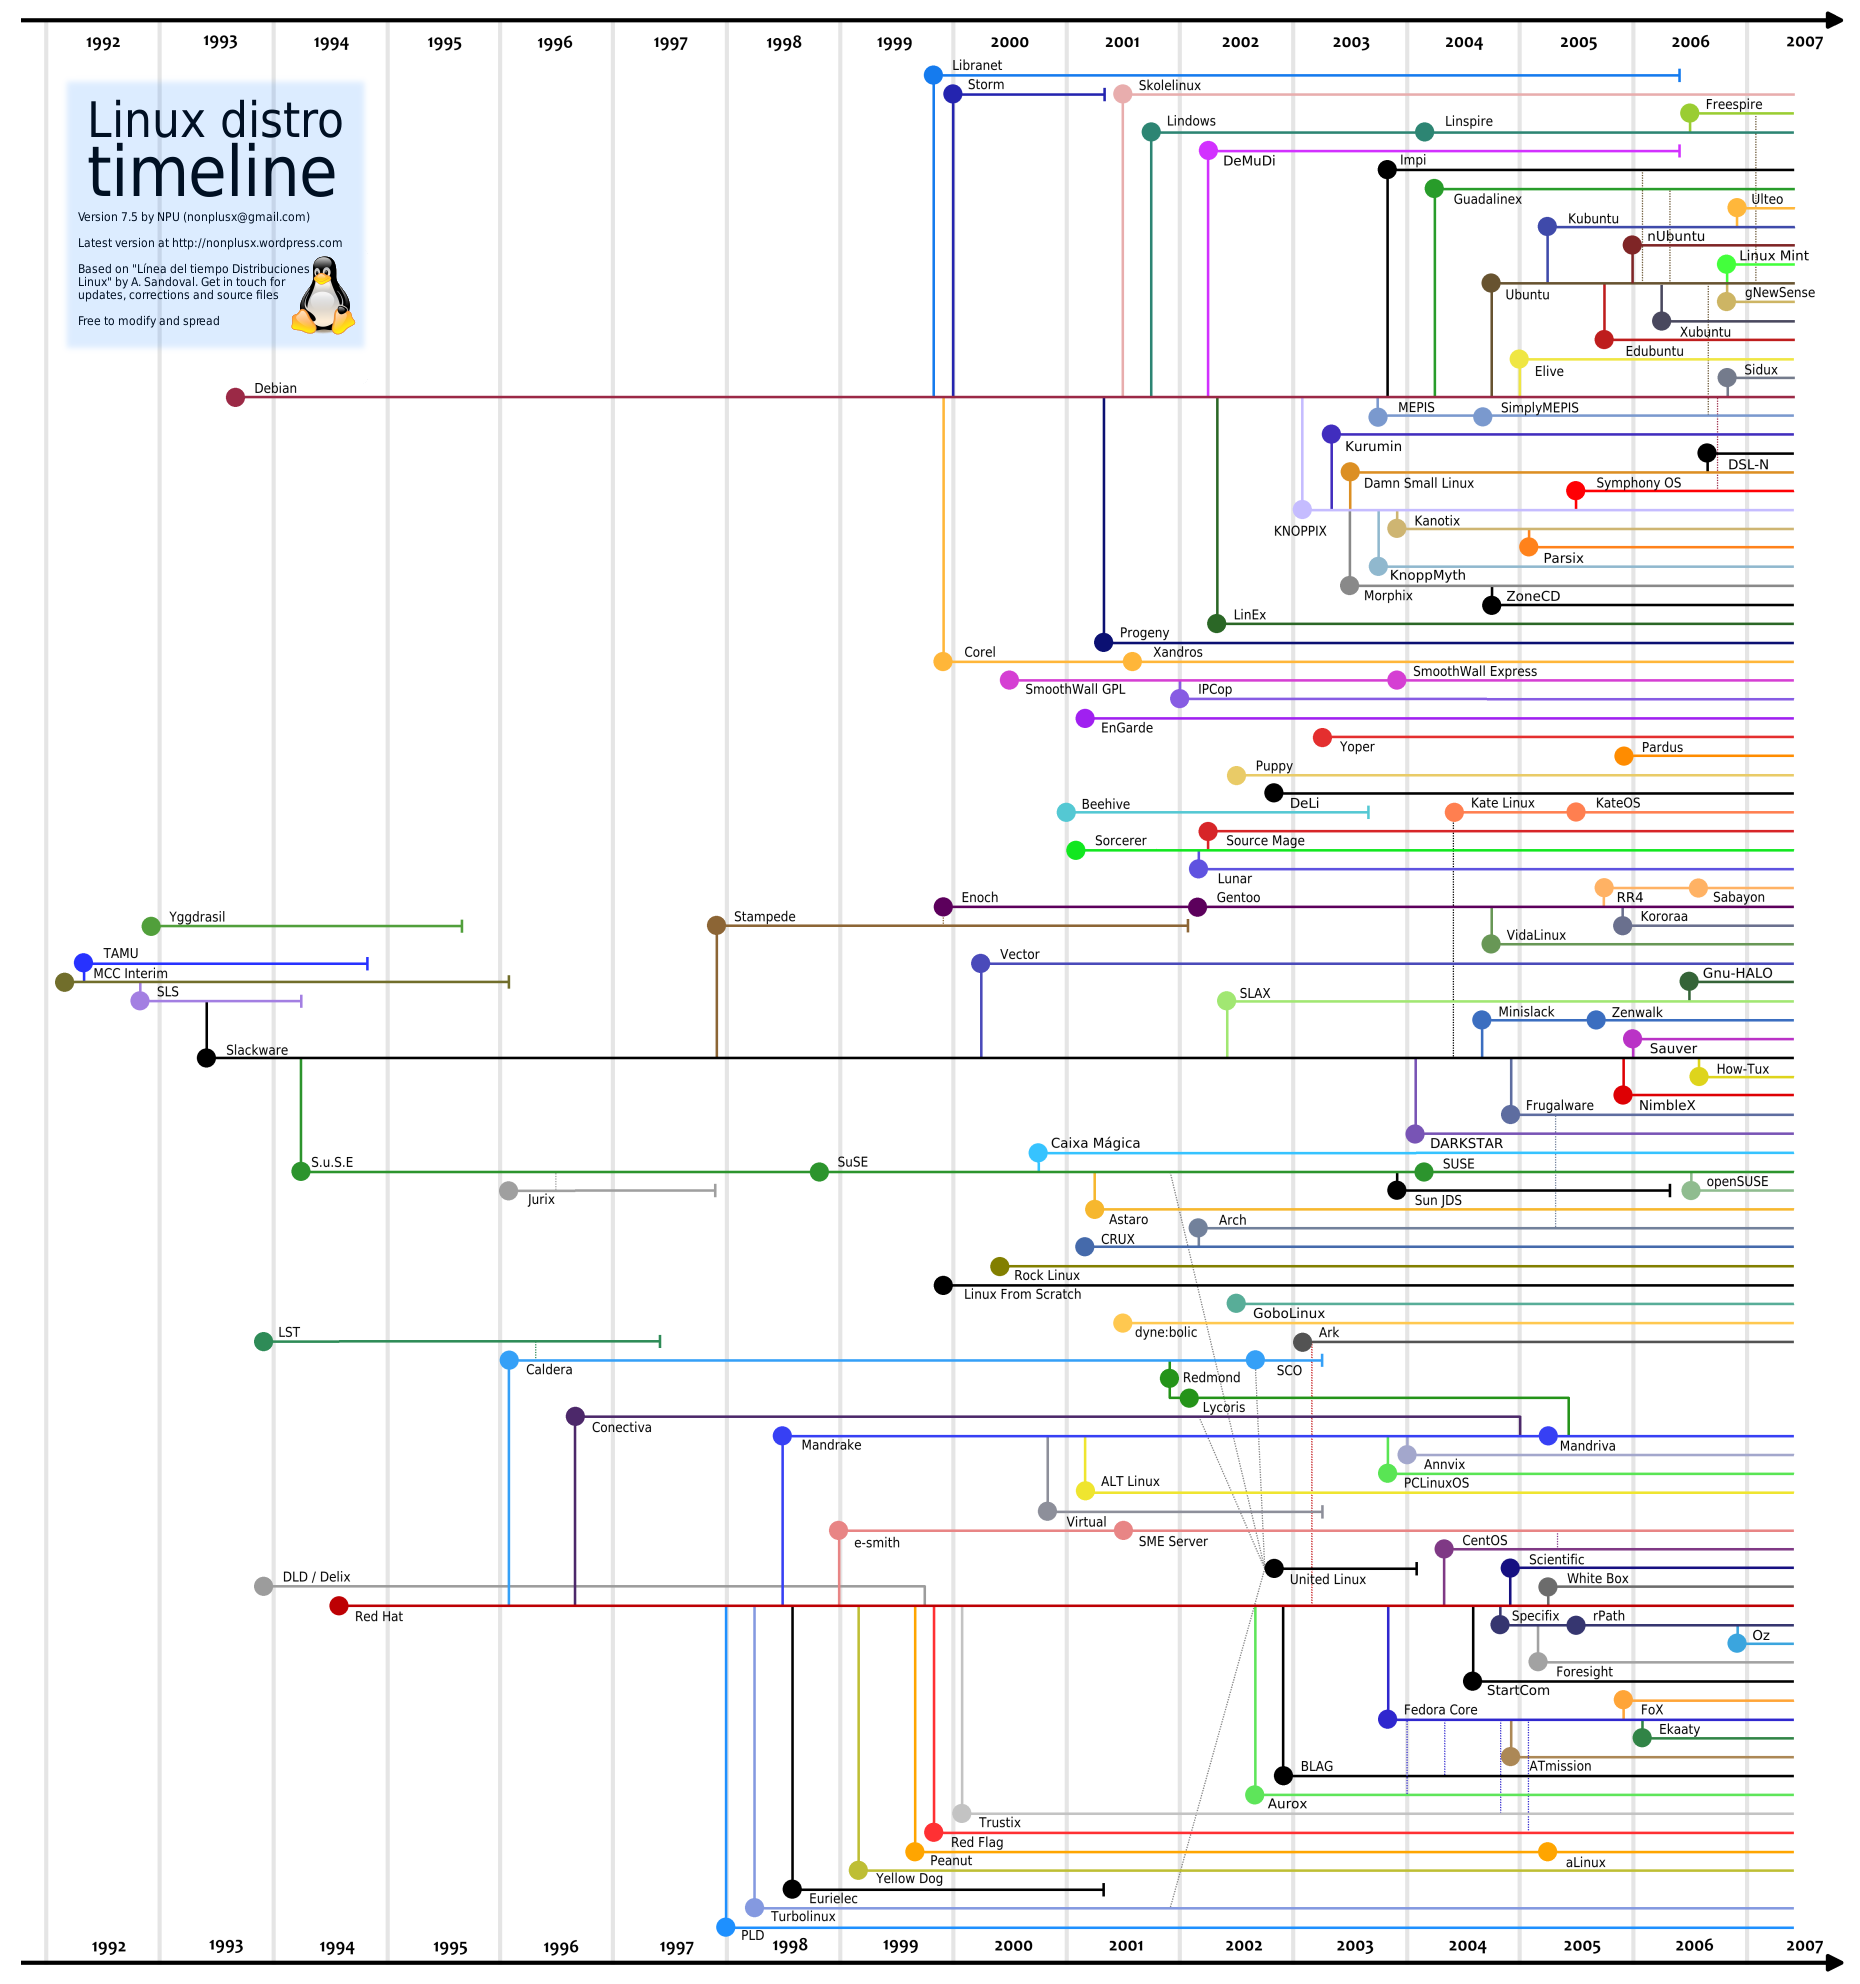 1992 1993 1994 1995 1996 1997 1998 1999 2000 2001 2002 2003 2004 2005 2006 2007
Linux distro
timeline
Version 7.5 by NPU (nonplusx@gmail.com)
Latest version at http://nonplusx.wordpress.com
Based on "Línea del tiempo Distribuciones
Linux" by A. Sandoval. Get in touch for
updates, corrections and source files
Free to modify and spread
Libranet
Storm
Skolelinux
Freespire
Lindows
Linspire
DeMuDi
Impi
Guadalinex
Ulteo
Kubuntu
nUbuntu
Linux Mint
Ubuntu
gNewSense
Xubuntu
Edubuntu
Elive
Sidux
Debian
MEPIS
SimplyMEPIS
Kurumin
DSL-N
Damn Small Linux
Symphony OS
KNOPPIX
Kanotix
Parsix
KnoppMyth
Morphix
ZoneCD
LinEx
Progeny
Corel
Xandros
SmoothWall GPL
SmoothWall Express
IPCop
EnGarde
Yoper
Pardus
Puppy
DeLi
Beehive
Kate Linux
KateOS
Sorcerer
Source Mage
Lunar
Enoch
Gentoo
RR4
Sabayon
Yggdrasil
Stampede
Kororaa
VidaLinux
TAMU
Vector
MCC Interim
Gnu-HALO
SLS
SLAX
Minislack
Zenwalk
Sauver
Slackware
How-Tux
NimbleX
Frugalware
DARKSTAR
Caixa Mágica
S.u.S.E
SuSE
SUSE
Jurix
Sun JDS
openSUSE
Astaro
Arch
CRUX
Rock Linux
Linux From Scratch
GoboLinux
dyne:bolic
LST
Ark
Caldera
SCO
Redmond
Lycoris
Conectiva
Mandrake
Mandriva
Annvix
PCLinuxOS
ALT Linux
Virtual
e-smith
SME Server
CentOS
Scientific
United Linux
White Box
DLD / Delix
Red Hat
Specifix
rPath
Oz
Foresight
StartCom
Fedora Core
FoX
Ekaaty
ATmission
BLAG
Aurox
Trustix
Red Flag
Peanut
aLinux
Yellow Dog
Eurielec
Turbolinux
PLD
1992 1993 1994 1995 1996 1997 1998 1999 2000 2001 2002 2003 2004 2005 2006 2007